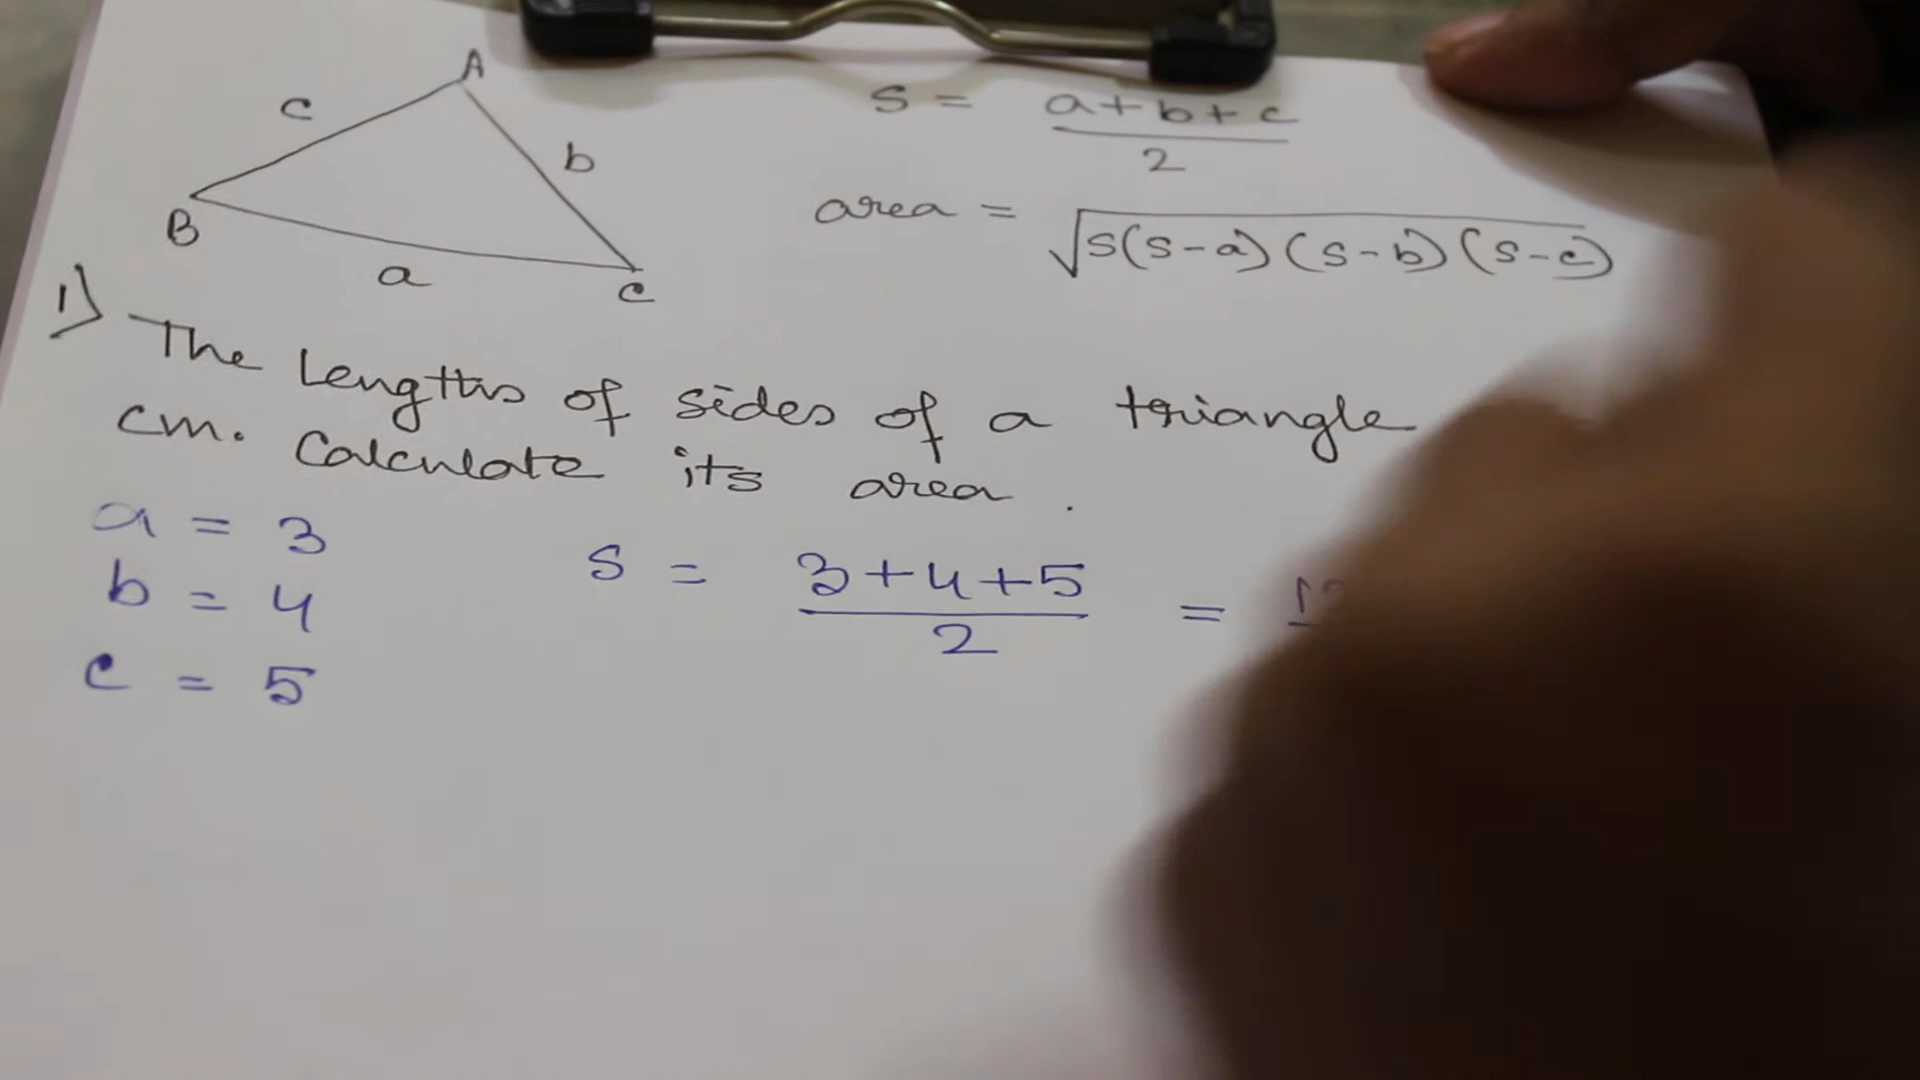 A
c
b
B
a
c
s = a+b+c / 2
area = √s(s-a)(s-b)(s-c)
1) The Lengths of sides of a triangle
cm. Calculate its area.
a = 3
b = 4
c = 5
s = 3+4+5 / 2 =